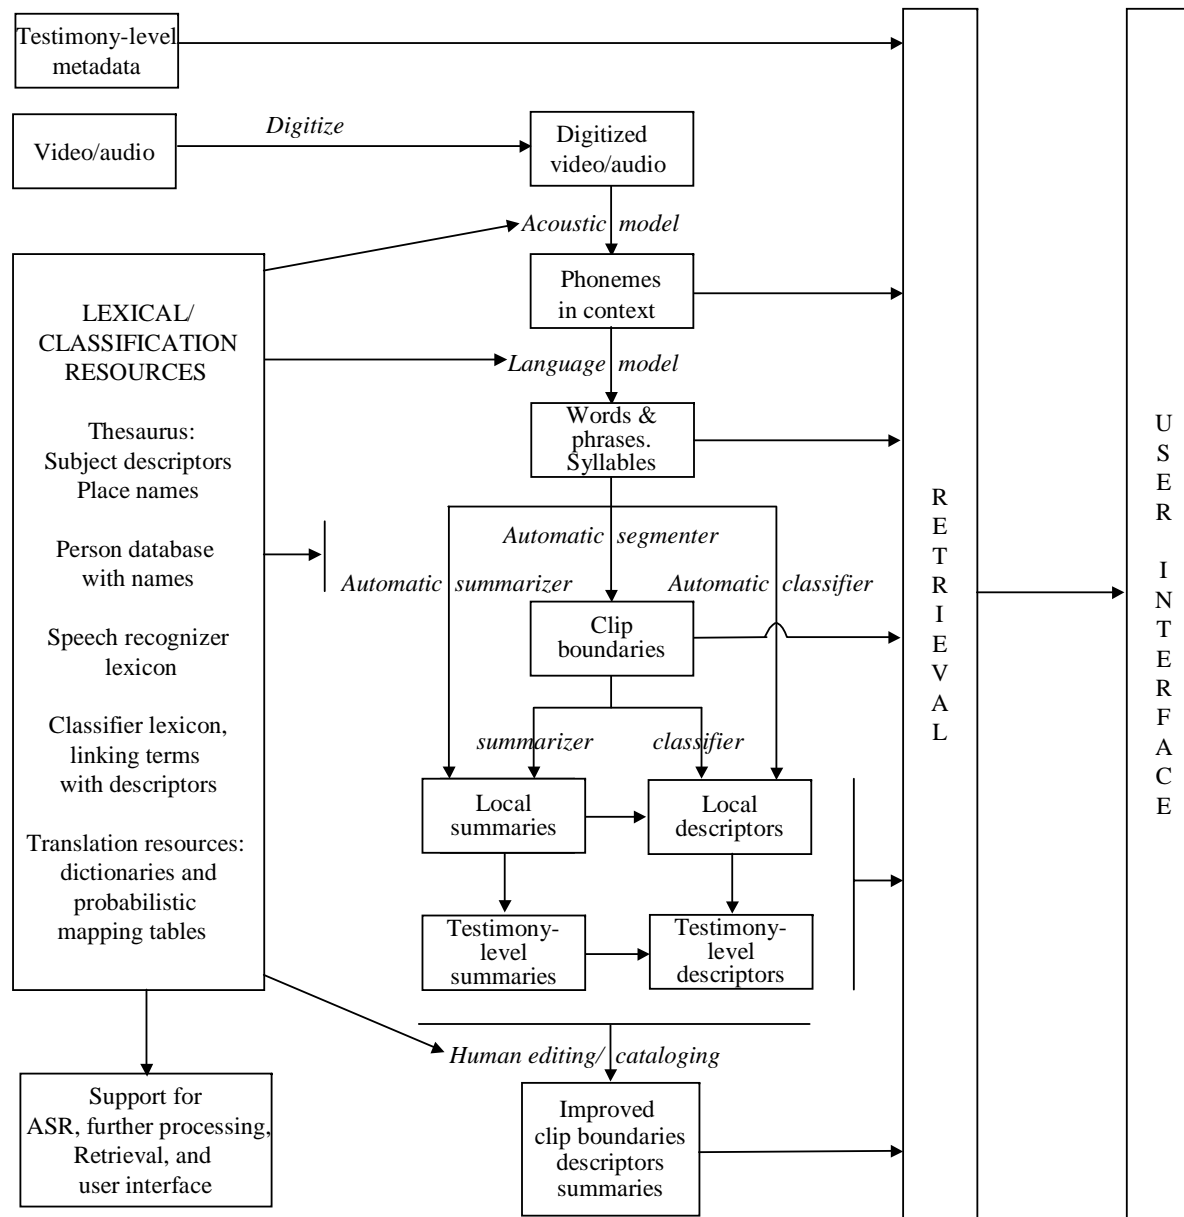 Testimony-level
metadata
Video/audio
Digitize
Digitized
video/audio
Acoustic model
Phonemes
in context
Language model
Words &
phrases.
Syllables
Automatic segmenter
Automatic summarizer
Automatic classifier
Clip
boundaries
summarizer
classifier
Local
summaries
Local
descriptors
Testimony-
level
summaries
Testimony-
level
descriptors
Human editing/ cataloging
Improved
clip boundaries
descriptors
summaries
LEXICAL/
CLASSIFICATION
RESOURCES
Thesaurus:
Subject descriptors
Place names
Person database
with names
Speech recognizer
lexicon
Classifier lexicon,
linking terms
with descriptors
Translation resources:
dictionaries and
probabilistic
mapping tables
Support for
ASR, further processing,
Retrieval, and
user interface
RETRIEVAL
USER INTERFACE